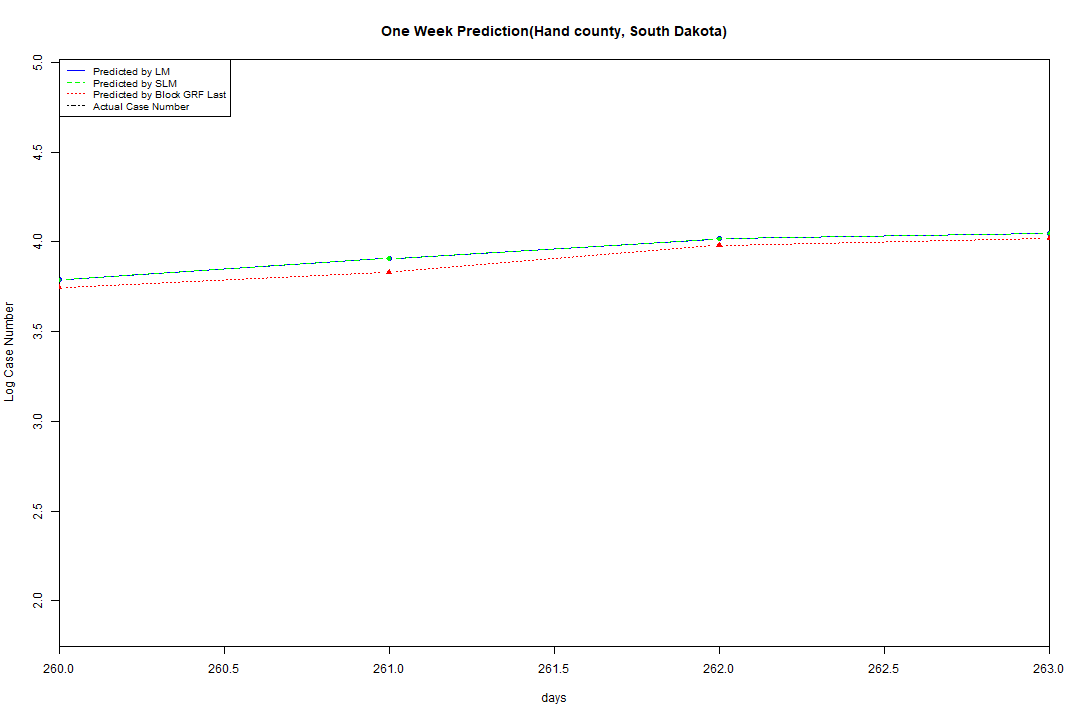 One Week Prediction(Hand county, South Dakota)
Predicted by LM
Predicted by SLM
Predicted by Block GRF Last
Actual Case Number
5.0
4.5
4.0
3.5
3.0
2.5
2.0
Log Case Number
260.0 260.5 261.0 261.5 262.0 262.5 263.0
days